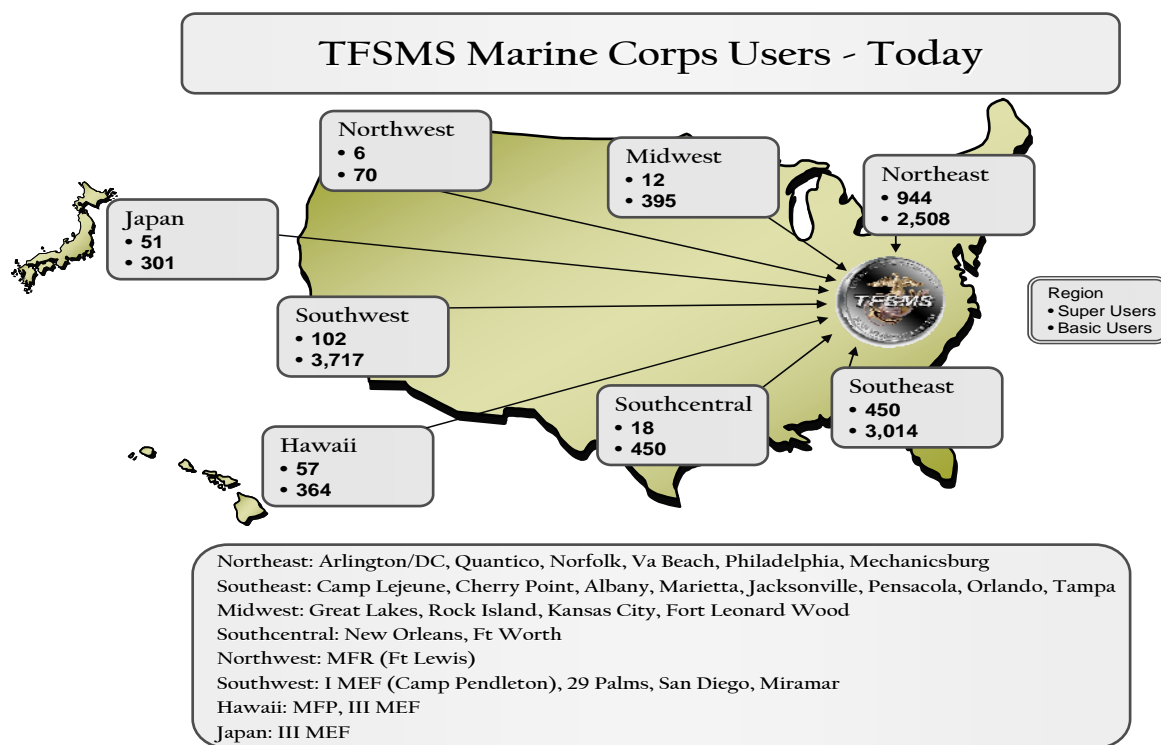 TFSMS Marine Corps Users - Today
Northwest
• 6
• 70
Midwest
• 12
• 395
Northeast
• 944
• 2,508
Japan
• 51
• 301
TFSMS
Region
• Super Users
• Basic Users
Southwest
• 102
• 3,717
Southcentral
• 18
• 450
Southeast
• 450
• 3,014
Hawaii
• 57
• 364
Northeast: Arlington/DC, Quantico, Norfolk, Va Beach, Philadelphia, Mechanicsburg
Southeast: Camp Lejeune, Cherry Point, Albany, Marietta, Jacksonville, Pensacola, Orlando, Tampa
Midwest: Great Lakes, Rock Island, Kansas City, Fort Leonard Wood
Southcentral: New Orleans, Ft Worth
Northwest: MFR (Ft Lewis)
Southwest: I MEF (Camp Pendleton), 29 Palms, San Diego, Miramar
Hawaii: MFP, III MEF
Japan: III MEF